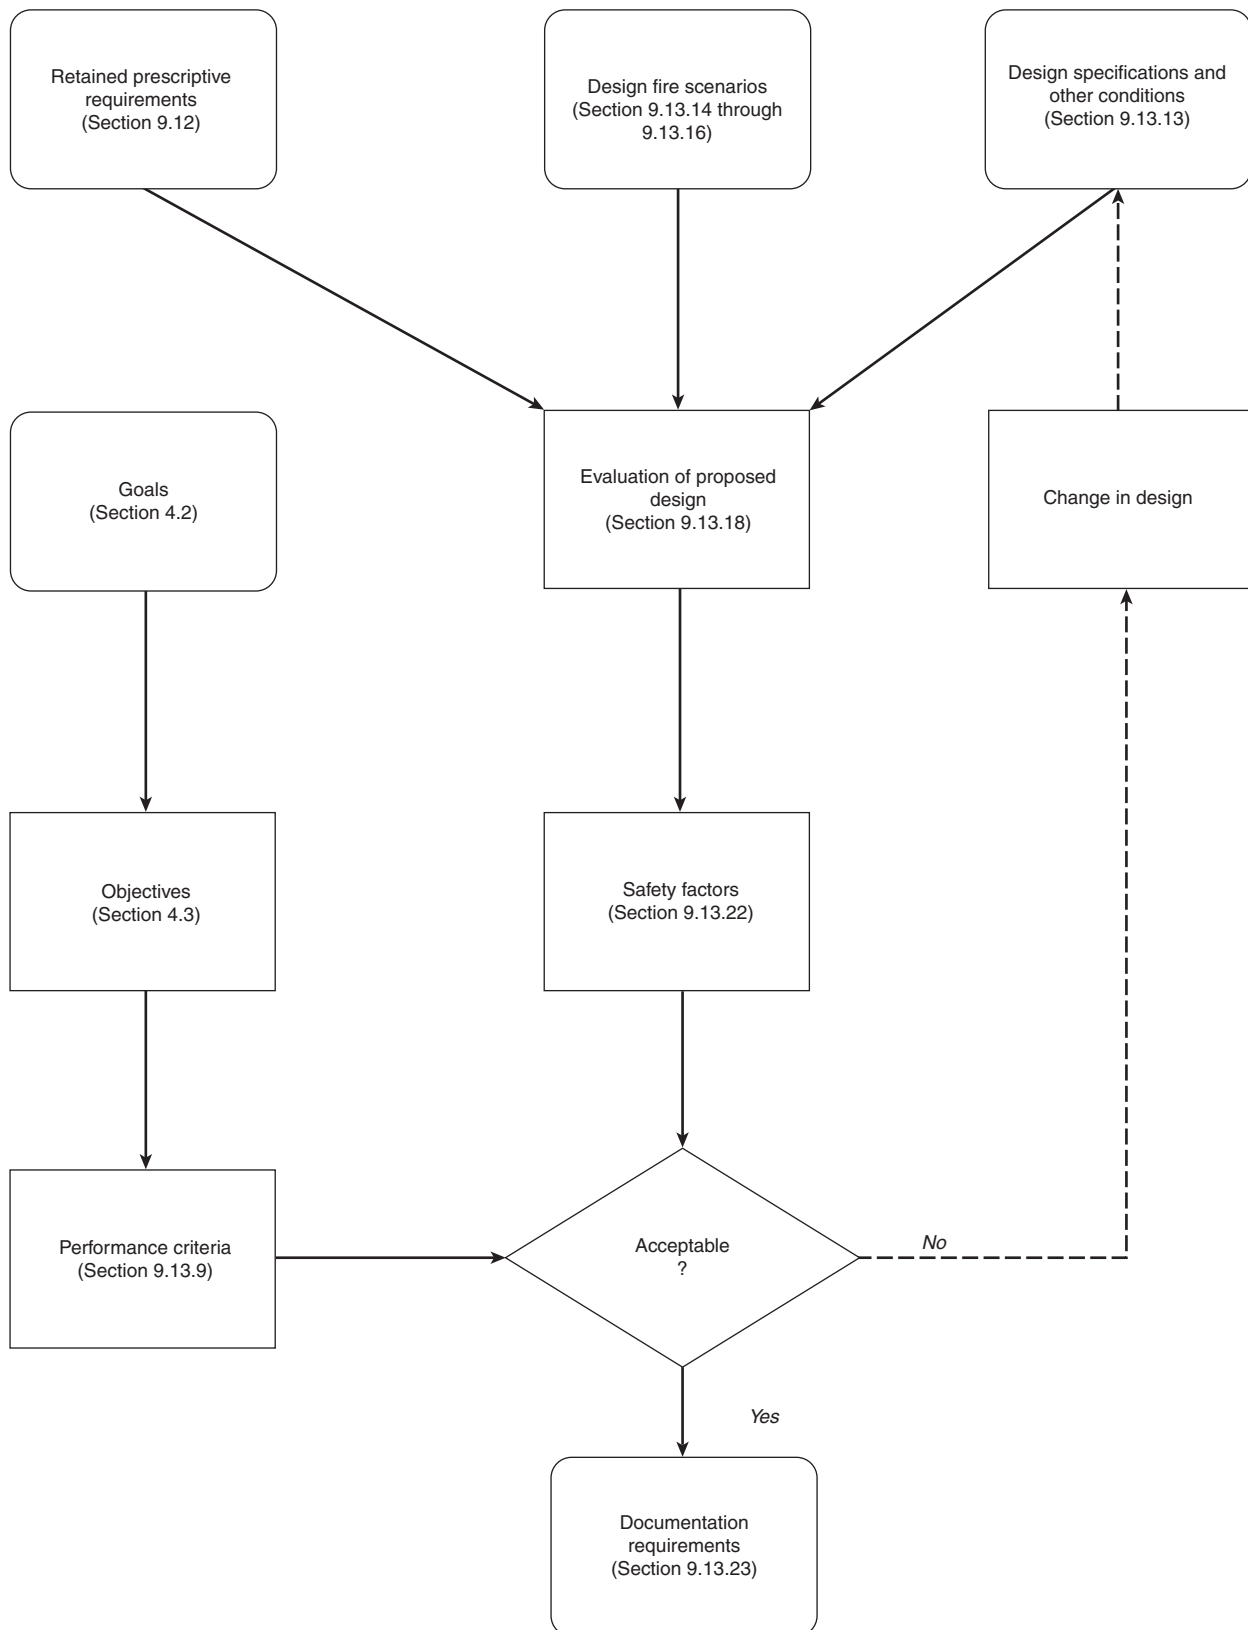 Retained prescriptive
requirements
(Section 9.12)
Design fire scenarios
(Section 9.13.14 through
9.13.16)
Design specifications and
other conditions
(Section 9.13.13)
Goals
(Section 4.2)
Evaluation of proposed
design
(Section 9.13.18)
Change in design
Objectives
(Section 4.3)
Safety factors
(Section 9.13.22)
Performance criteria
(Section 9.13.9)
Acceptable
?
No
Yes
Documentation
requirements
(Section 9.13.23)